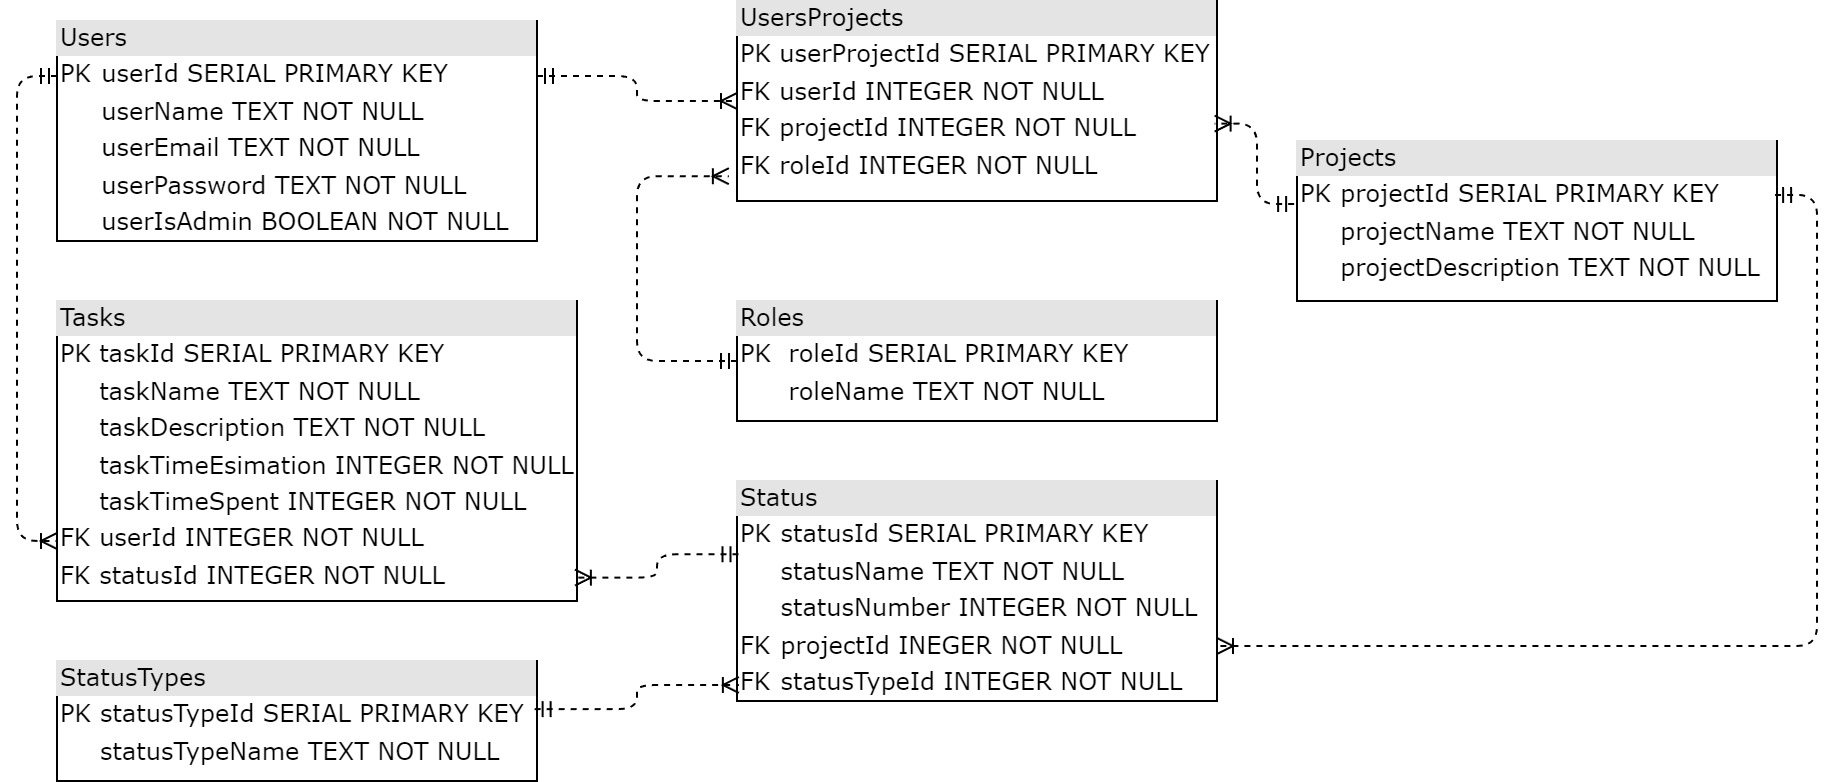 Users
PK userId SERIAL PRIMARY KEY
userName TEXT NOT NULL
userEmail TEXT NOT NULL
userPassword TEXT NOT NULL
userIsAdmin BOOLEAN NOT NULL
UsersProjects
PK userProjectId SERIAL PRIMARY KEY
FK userId INTEGER NOT NULL
FK projectId INTEGER NOT NULL
FK roleId INTEGER NOT NULL
Projects
PK projectId SERIAL PRIMARY KEY
projectName TEXT NOT NULL
projectDescription TEXT NOT NULL
Tasks
PK taskId SERIAL PRIMARY KEY
taskName TEXT NOT NULL
taskDescription TEXT NOT NULL
taskTimeEsimation INTEGER NOT NULL
taskTimeSpent INTEGER NOT NULL
FK userId INTEGER NOT NULL
FK statusId INTEGER NOT NULL
Roles
PK roleId SERIAL PRIMARY KEY
roleName TEXT NOT NULL
Status
PK statusId SERIAL PRIMARY KEY
statusName TEXT NOT NULL
statusNumber INTEGER NOT NULL
FK projectId INEGER NOT NULL
FK statusTypeId INTEGER NOT NULL
StatusTypes
PK statusTypeId SERIAL PRIMARY KEY
statusTypeName TEXT NOT NULL